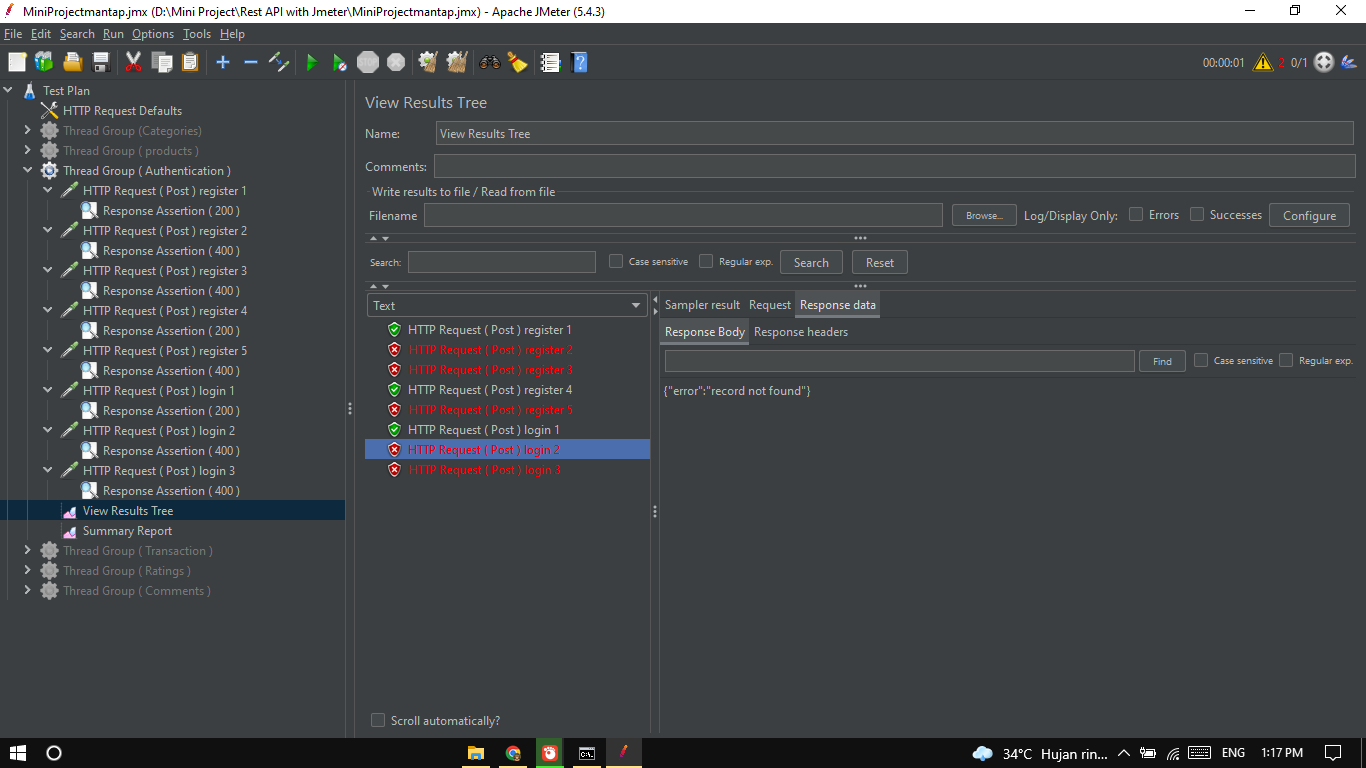 MiniProjectmantap.jmx (D:\Mini Project\Rest API with Jmeter\MiniProjectmantap.jmx) - Apache JMeter (5.4.3)
File Edit Search Run Options Tools Help
STOP 00:00:01 2 0/1
Test Plan
HTTP Request Defaults
Thread Group (Categories)
Thread Group ( products )
Thread Group ( Authentication )
HTTP Request ( Post ) register 1
Response Assertion ( 200 )
HTTP Request ( Post ) register 2
Response Assertion ( 400 )
HTTP Request ( Post ) register 3
Response Assertion ( 400 )
HTTP Request ( Post ) register 4
Response Assertion ( 200 )
HTTP Request ( Post ) register 5
Response Assertion ( 400 )
HTTP Request ( Post ) login 1
Response Assertion ( 200 )
HTTP Request ( Post ) login 2
Response Assertion ( 400 )
HTTP Request ( Post ) login 3
Response Assertion ( 400 )
View Results Tree
Summary Report
Thread Group ( Transaction )
Thread Group ( Ratings )
Thread Group ( Comments )
View Results Tree
Name: View Results Tree
Comments:
Write results to file / Read from file
Filename Browse... Log/Display Only: Errors Successes Configure
Search: Case sensitive Regular exp. Search Reset
Text
HTTP Request ( Post ) register 1
HTTP Request ( Post ) register 2
HTTP Request ( Post ) register 3
HTTP Request ( Post ) register 4
HTTP Request ( Post ) register 5
HTTP Request ( Post ) login 1
HTTP Request ( Post ) login 2
HTTP Request ( Post ) login 3
Scroll automatically?
Sampler result Request Response data
Response Body Response headers
Find Case sensitive Regular exp.
{"error":"record not found"}
34°C Hujan rin... ENG 1:17 PM